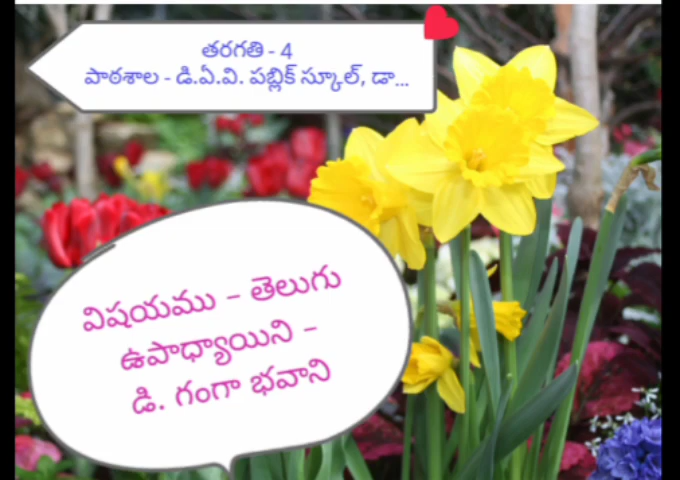 తరగతి - 4
పాఠశాల - డి.ఏ.వి. పబ్లిక్ స్కూల్, డా...
విషయము – తెలుగు
ఉపాధ్యాయిని –
డి. గంగా భవాని